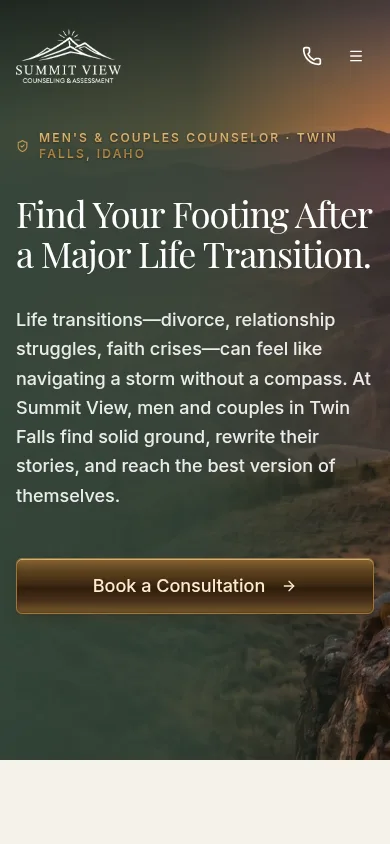 SUMMIT VIEW
COUNSELING & ASSESSMENT
MEN'S & COUPLES COUNSELOR · TWIN
FALLS, IDAHO
Find Your Footing After
a Major Life Transition.
Life transitions—divorce, relationship
struggles, faith crises—can feel like
navigating a storm without a compass. At
Summit View, men and couples in Twin
Falls find solid ground, rewrite their
stories, and reach the best version of
themselves.
Book a Consultation →